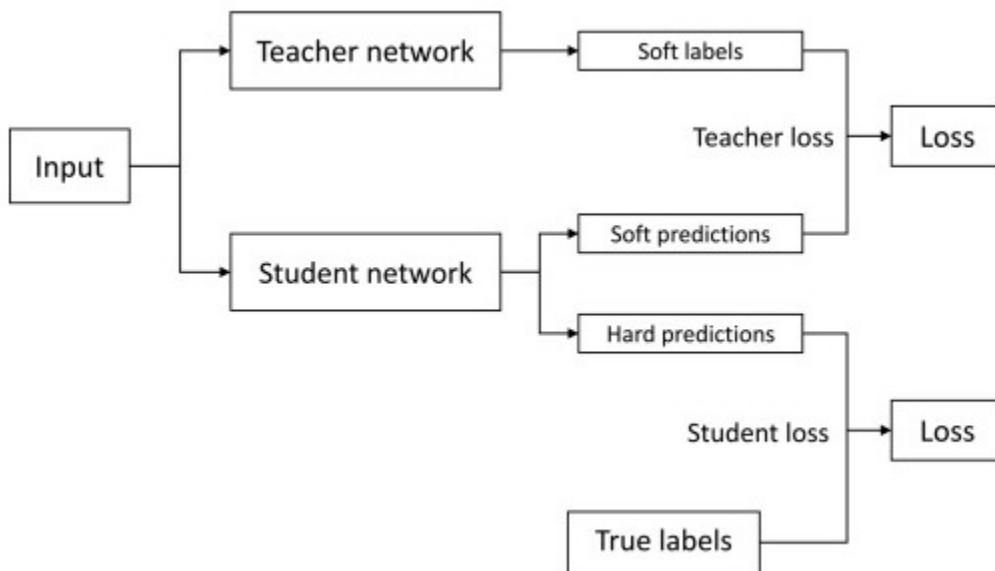 Teacher network
Soft labels
Input
Teacher loss
Loss
Student network
Soft predictions
Hard predictions
Student loss
Loss
True labels